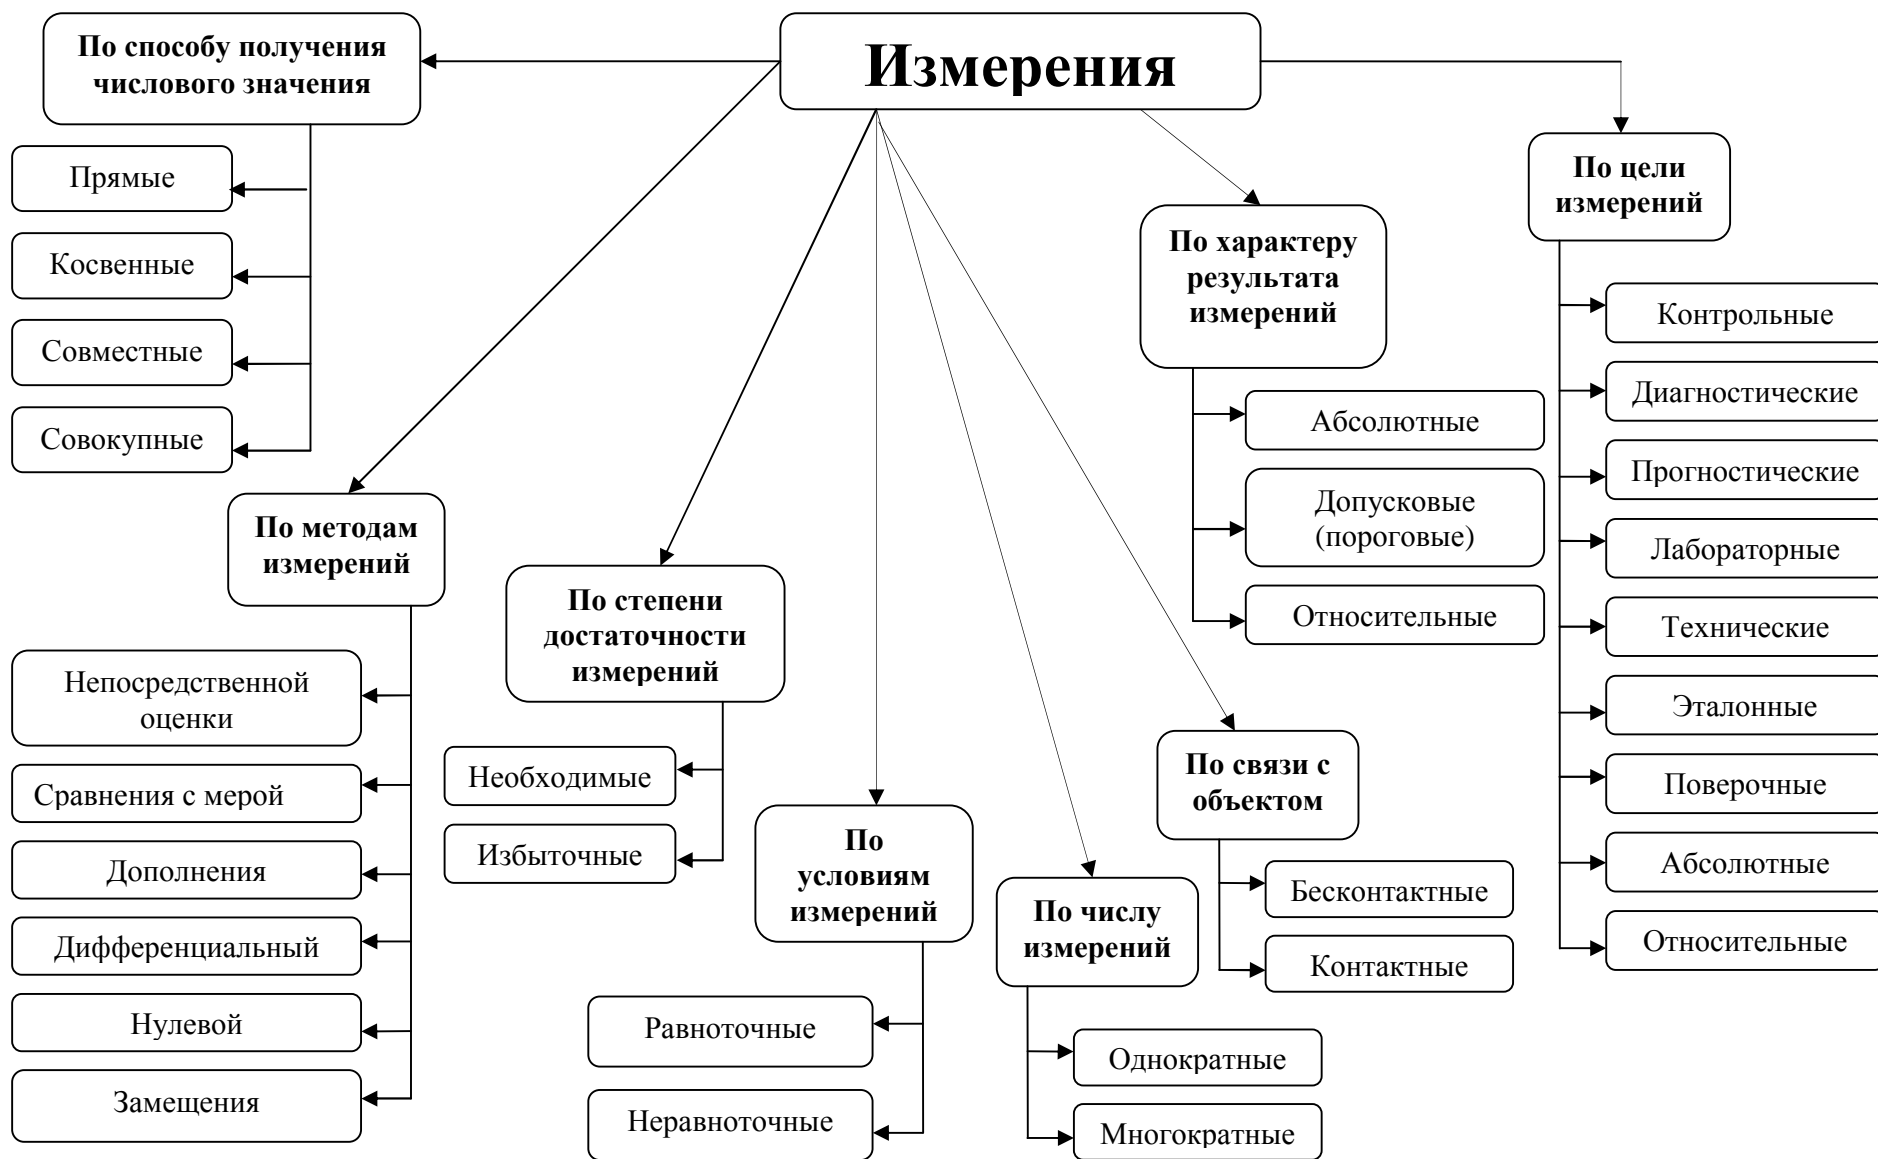 Измерения
По способу получения
числового значения
Прямые
Косвенные
Совместные
Совокупные
По методам
измерений
Непосредственной
оценки
Сравнения с мерой
Дополнения
Дифференциальный
Нулевой
Замещения
По степени
достаточности
измерений
Необходимые
Избыточные
По
условиям
измерений
Равноточные
Неравноточные
По числу
измерений
Однократные
Многократные
По связи с
объектом
Бесконтактные
Контактные
По характеру
результата
измерений
Абсолютные
Допусковые
(пороговые)
Относительные
По цели
измерений
Контрольные
Диагностические
Прогностические
Лабораторные
Технические
Эталонные
Поверочные
Абсолютные
Относительные